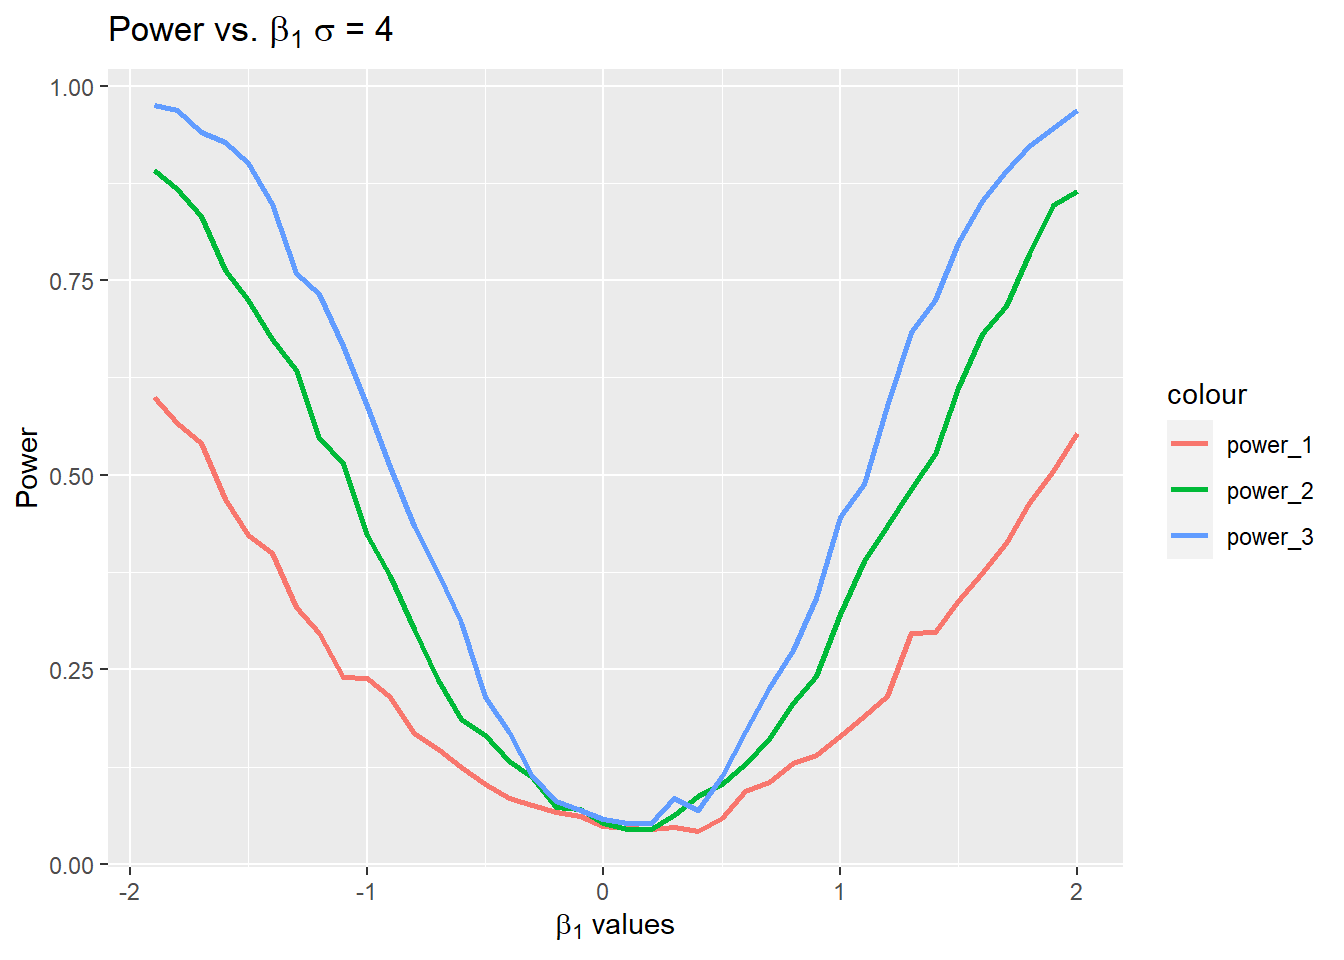 Power vs. β₁ σ = 4
1.00
0.75
0.50
0.25
0.00
Power
-2
-1
0
1
2
β₁ values
colour
power_1
power_2
power_3